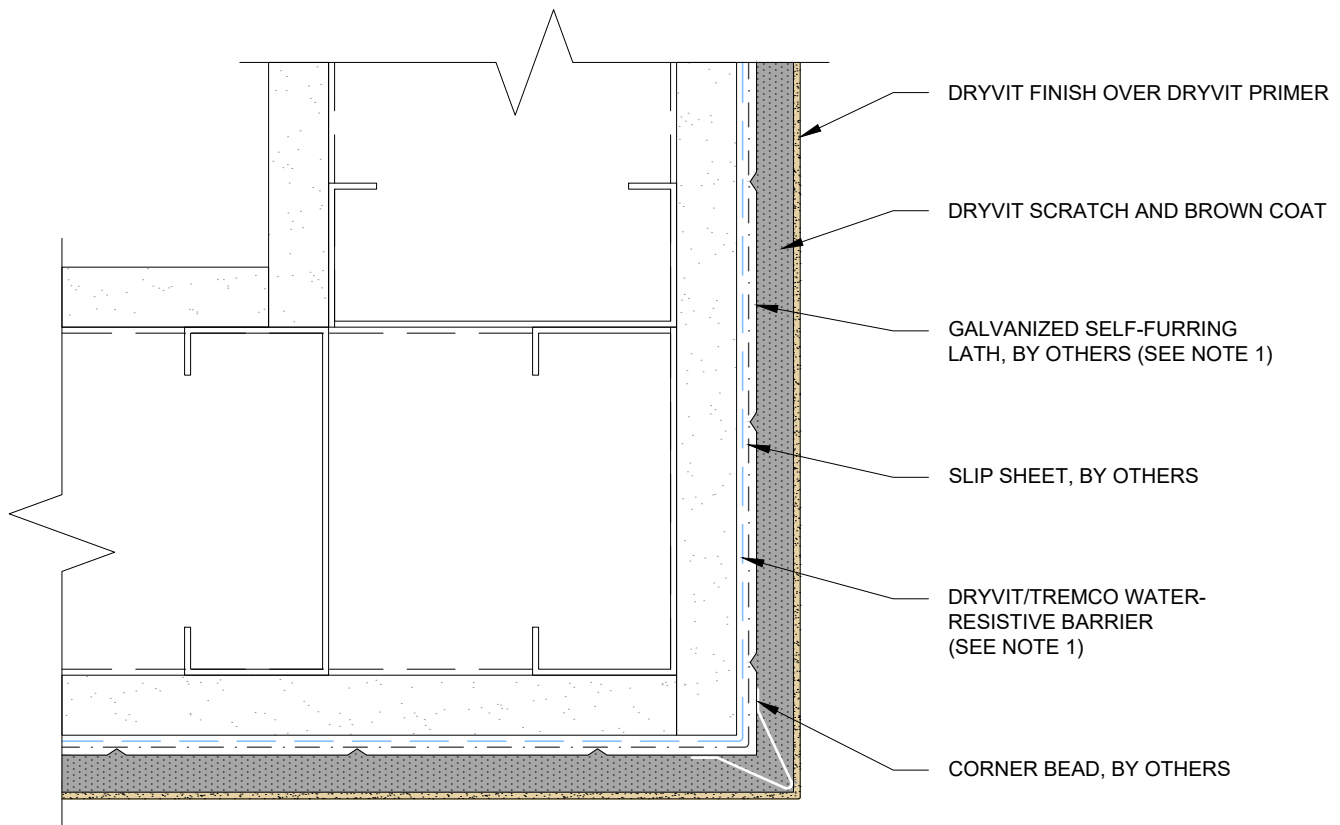 DRYVIT FINISH OVER DRYVIT PRIMER
DRYVIT SCRATCH AND BROWN COAT
GALVANIZED SELF-FURRING
LATH, BY OTHERS (SEE NOTE 1)
SLIP SHEET, BY OTHERS
DRYVIT/TREMCO WATER-
RESISTIVE BARRIER
(SEE NOTE 1)
CORNER BEAD, BY OTHERS